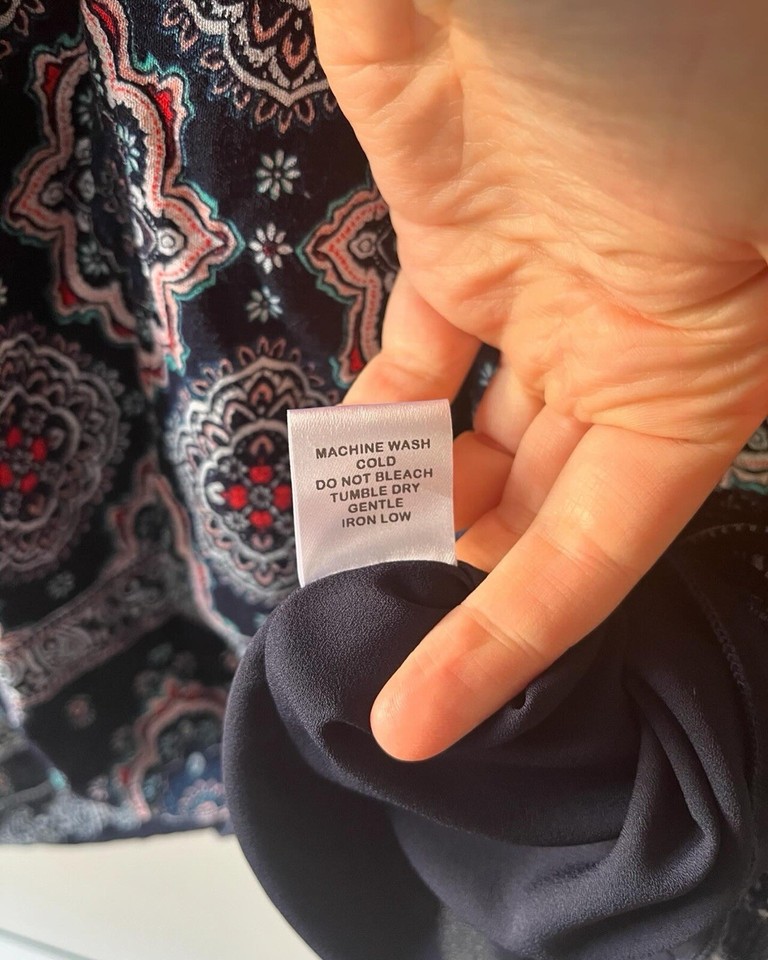 MACHINE WASH
COLD
DO NOT BLEACH
TUMBLE DRY
GENTLE
IRON LOW